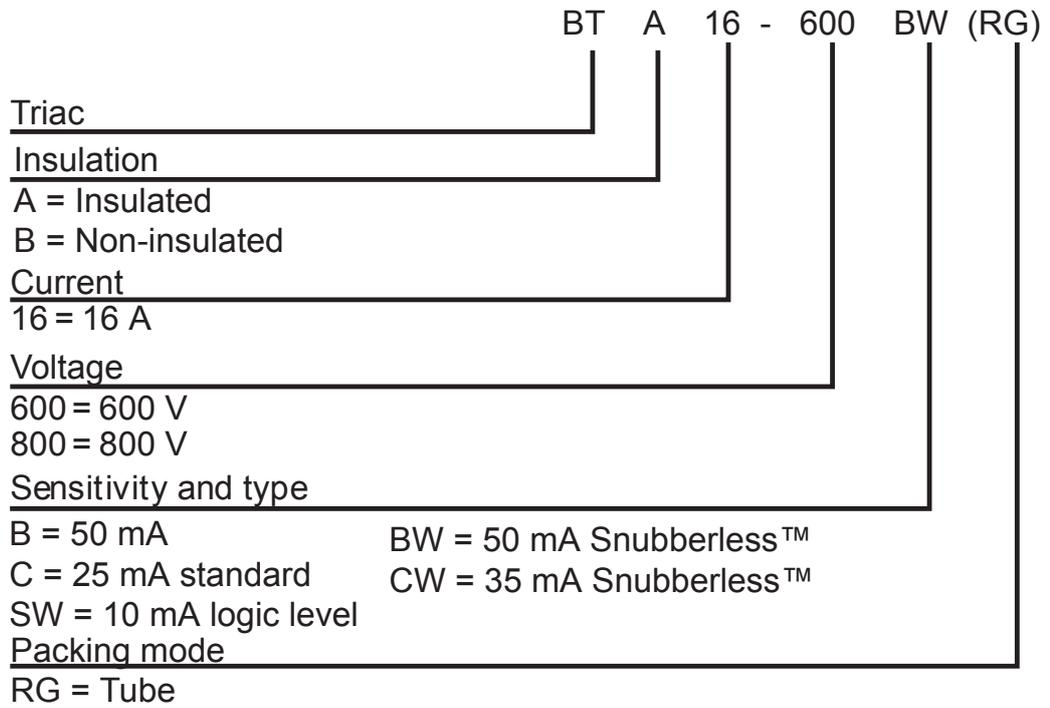 BT A 16 - 600 BW (RG)
Triac
Insulation
A = Insulated
B = Non-insulated
Current
16 = 16 A
Voltage
600 = 600 V
800 = 800 V
Sensitivity and type
B = 50 mA
BW = 50 mA Snubberless™
C = 25 mA standard
CW = 35 mA Snubberless™
SW = 10 mA logic level
Packing mode
RG = Tube